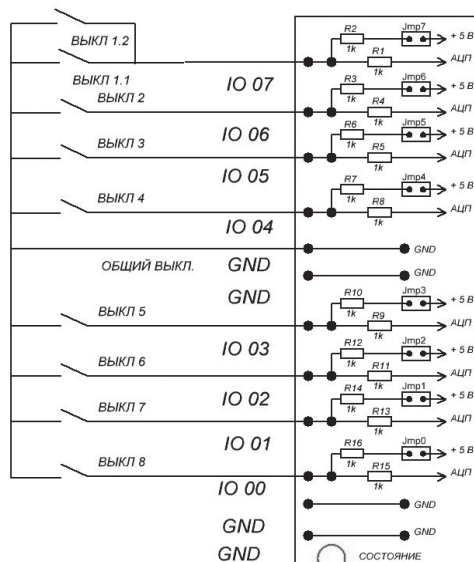 R2 Jmp7 + 5 В
ВЫКЛ 1.2 1k R1 АЦП
ВЫКЛ 1.1 1k
IO 07 R3 Jmp6 + 5 В
ВЫКЛ 2 1k R4 АЦП
1k
IO 06 R6 Jmp5 + 5 В
ВЫКЛ 3 1k R5 АЦП
1k
IO 05 R7 Jmp4 + 5 В
ВЫКЛ 4 1k R8 АЦП
1k
IO 04
GND
ОБЩИЙ ВЫКЛ. GND
GND
GND R10 Jmp3 + 5 В
ВЫКЛ 5 1k R9 АЦП
1k
IO 03 R12 Jmp2 + 5 В
ВЫКЛ 6 1k R11 АЦП
1k
IO 02 R14 Jmp1 + 5 В
ВЫКЛ 7 1k R13 АЦП
1k
IO 01 R16 Jmp0 + 5 В
ВЫКЛ 8 1k R15 АЦП
1k
IO 00
GND
GND
GND
GND СОСТОЯНИЕ